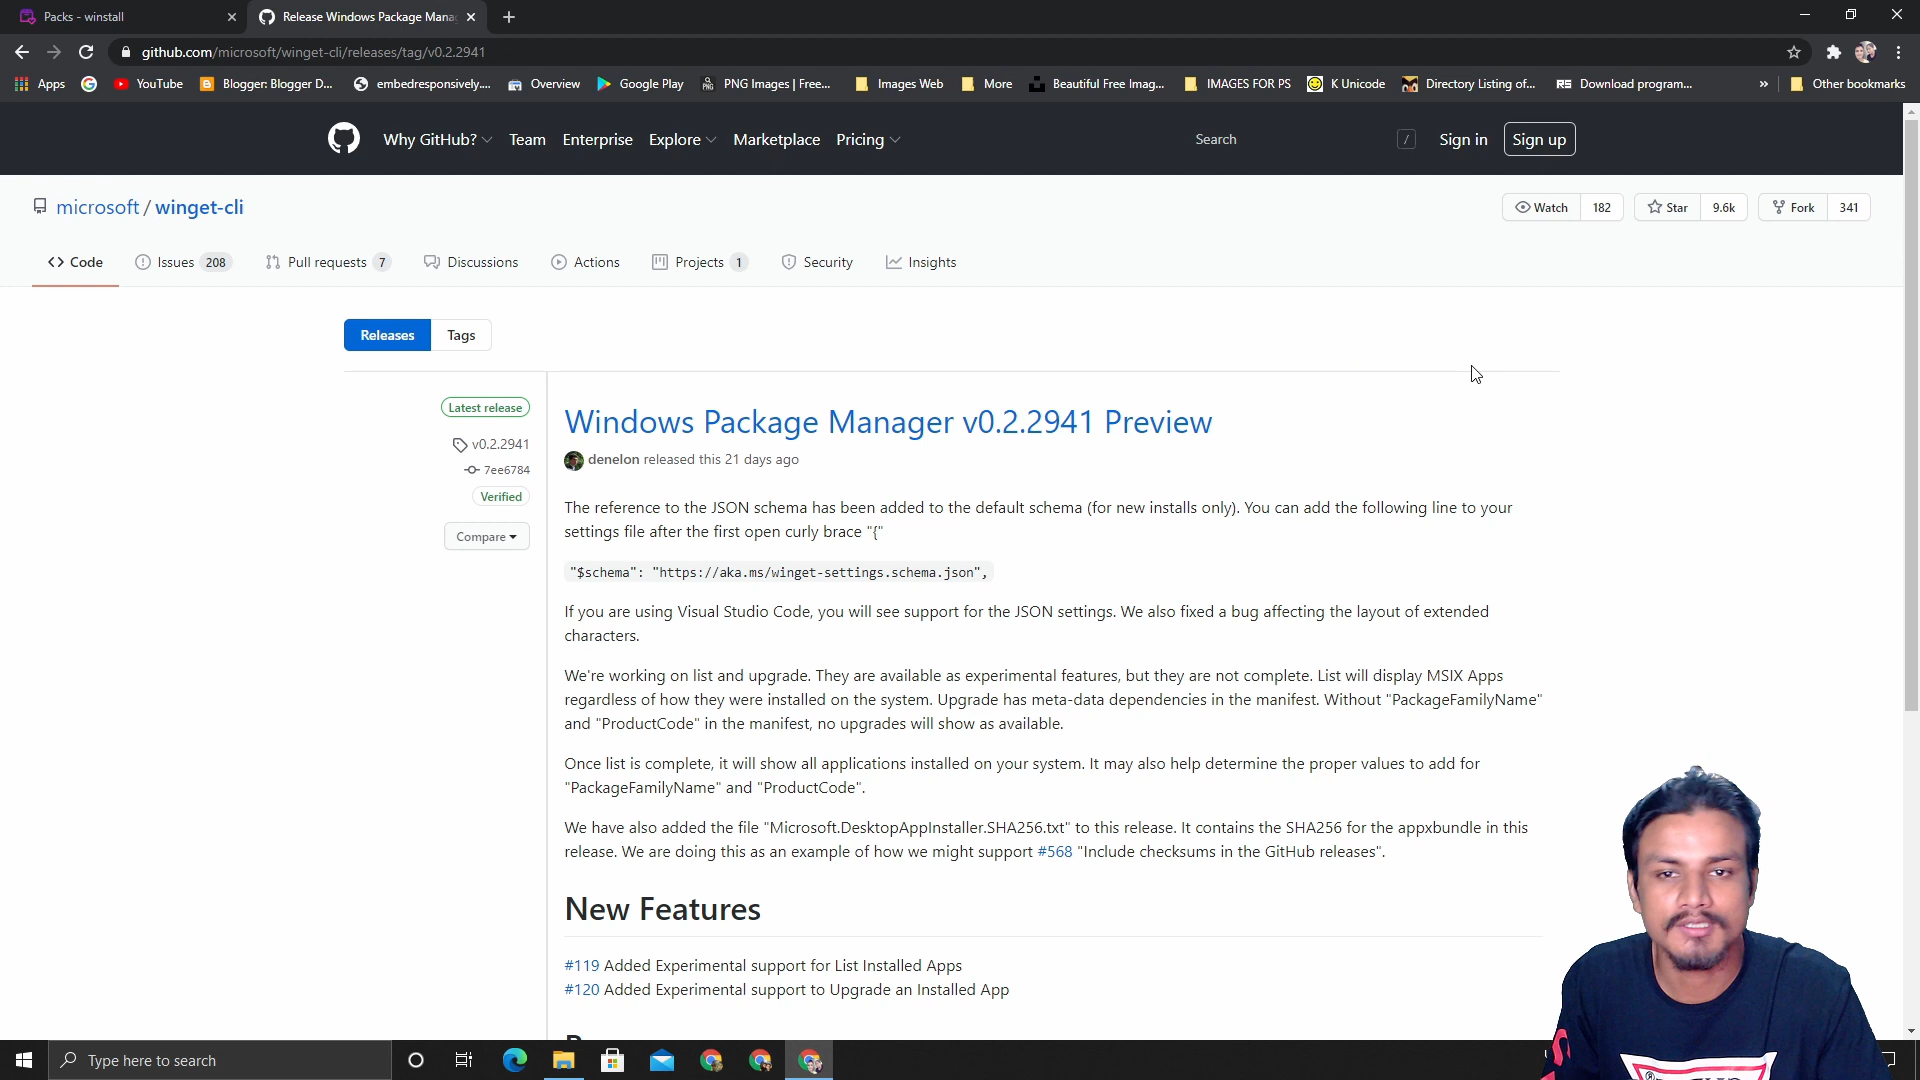 Packs - winstall
Release Windows Package Mana
github.com/microsoft/winget-cli/releases/tag/v0.2.2941
Apps
YouTube
Blogger: Blogger D...
embedresponsively....
Overview
Google Play
PNG Images | Free...
Images Web
More
Beautiful Free Imag...
IMAGES FOR PS
K Unicode
Directory Listing of...
Download program...
»
Other bookmarks
Why GitHub?
Team
Enterprise
Explore
Marketplace
Pricing
Search
/
Sign in
Sign up
microsoft / winget-cli
Watch 182
Star 9.6k
Fork 341
Code
Issues 208
Pull requests 7
Discussions
Actions
Projects 1
Security
Insights
Releases
Tags
Latest release
v0.2.2941
7ee6784
Verified
Compare
Windows Package Manager v0.2.2941 Preview
denelon released this 21 days ago
The reference to the JSON schema has been added to the default schema (for new installs only). You can add the following line to your
settings file after the first open curly brace "{"
"$schema": "https://aka.ms/winget-settings.schema.json",
If you are using Visual Studio Code, you will see support for the JSON settings. We also fixed a bug affecting the layout of extended
characters.
We're working on list and upgrade. They are available as experimental features, but they are not complete. List will display MSIX Apps
regardless of how they were installed on the system. Upgrade has meta-data dependencies in the manifest. Without "PackageFamilyName"
and "ProductCode" in the manifest, no upgrades will show as available.
Once list is complete, it will show all applications installed on your system. It may also help determine the proper values to add for
"PackageFamilyName" and "ProductCode".
We have also added the file "Microsoft.DesktopAppInstaller.SHA256.txt" to this release. It contains the SHA256 for the appxbundle in this
release. We are doing this as an example of how we might support #568 "Include checksums in the GitHub releases".
New Features
#119 Added Experimental support for List Installed Apps
#120 Added Experimental support to Upgrade an Installed App
Type here to search